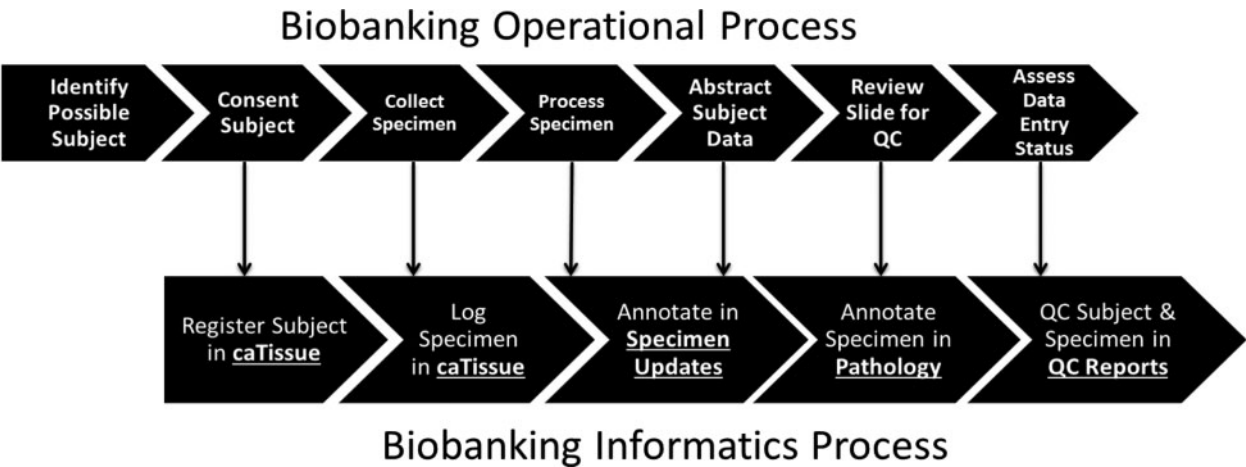 Biobanking Operational Process
Identify
Possible
Subject
Consent
Subject
Collect
Specimen
Process
Specimen
Abstract
Subject
Data
Review
Slide for
QC
Assess
Data
Entry
Status
Register Subject
in caTissue
Log
Specimen
in caTissue
Annotate in
Specimen
Updates
Annotate
Specimen in
Pathology
QC Subject &
Specimen in
QC Reports
Biobanking Informatics Process